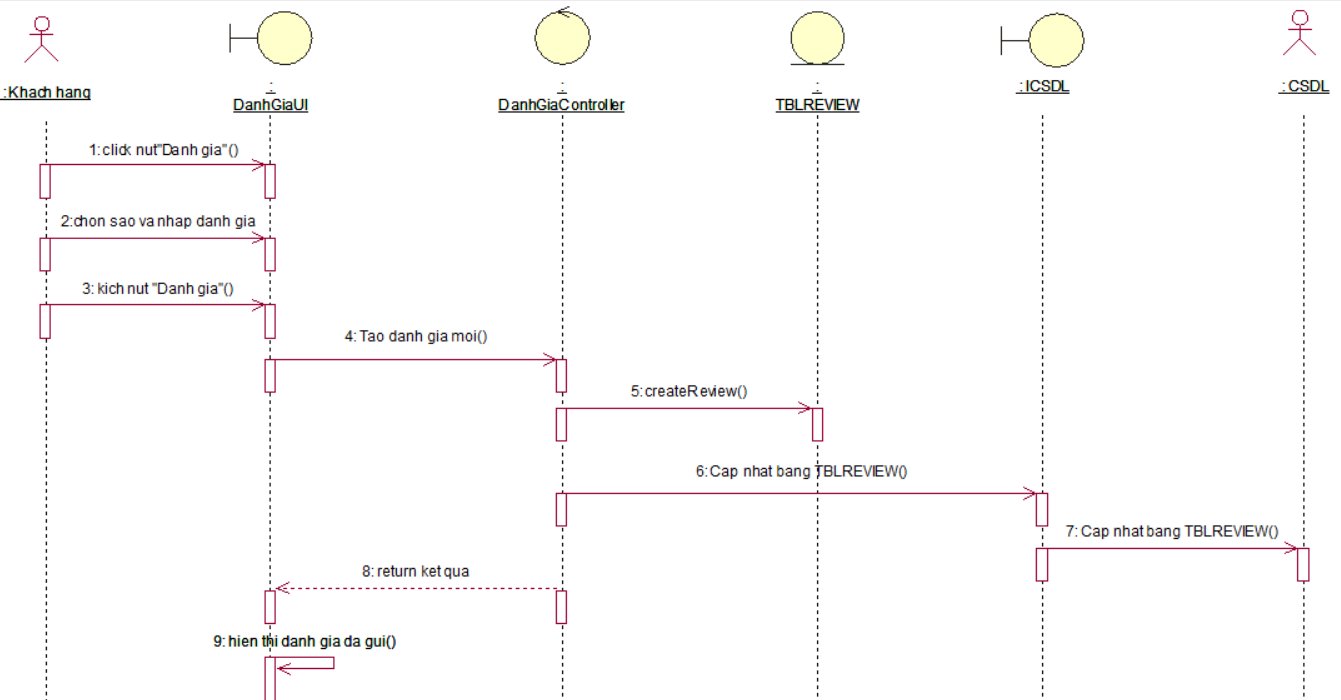 :Khach hang
:
DanhGiaUI
:
DanhGiaController
:
TBLREVIEW
:ICSDL
:CSDL
1:click nut"Danh gia"()
2:chon sao va nhap danh gia
3: kich nut "Danh gia"()
4: Tao danh gia moi()
5:createReview()
6:Cap nhat bang TBLREVIEW()
7: Cap nhat bang TBLREVIEW()
8: return ket qua
9: hien thi danh gia da gui()